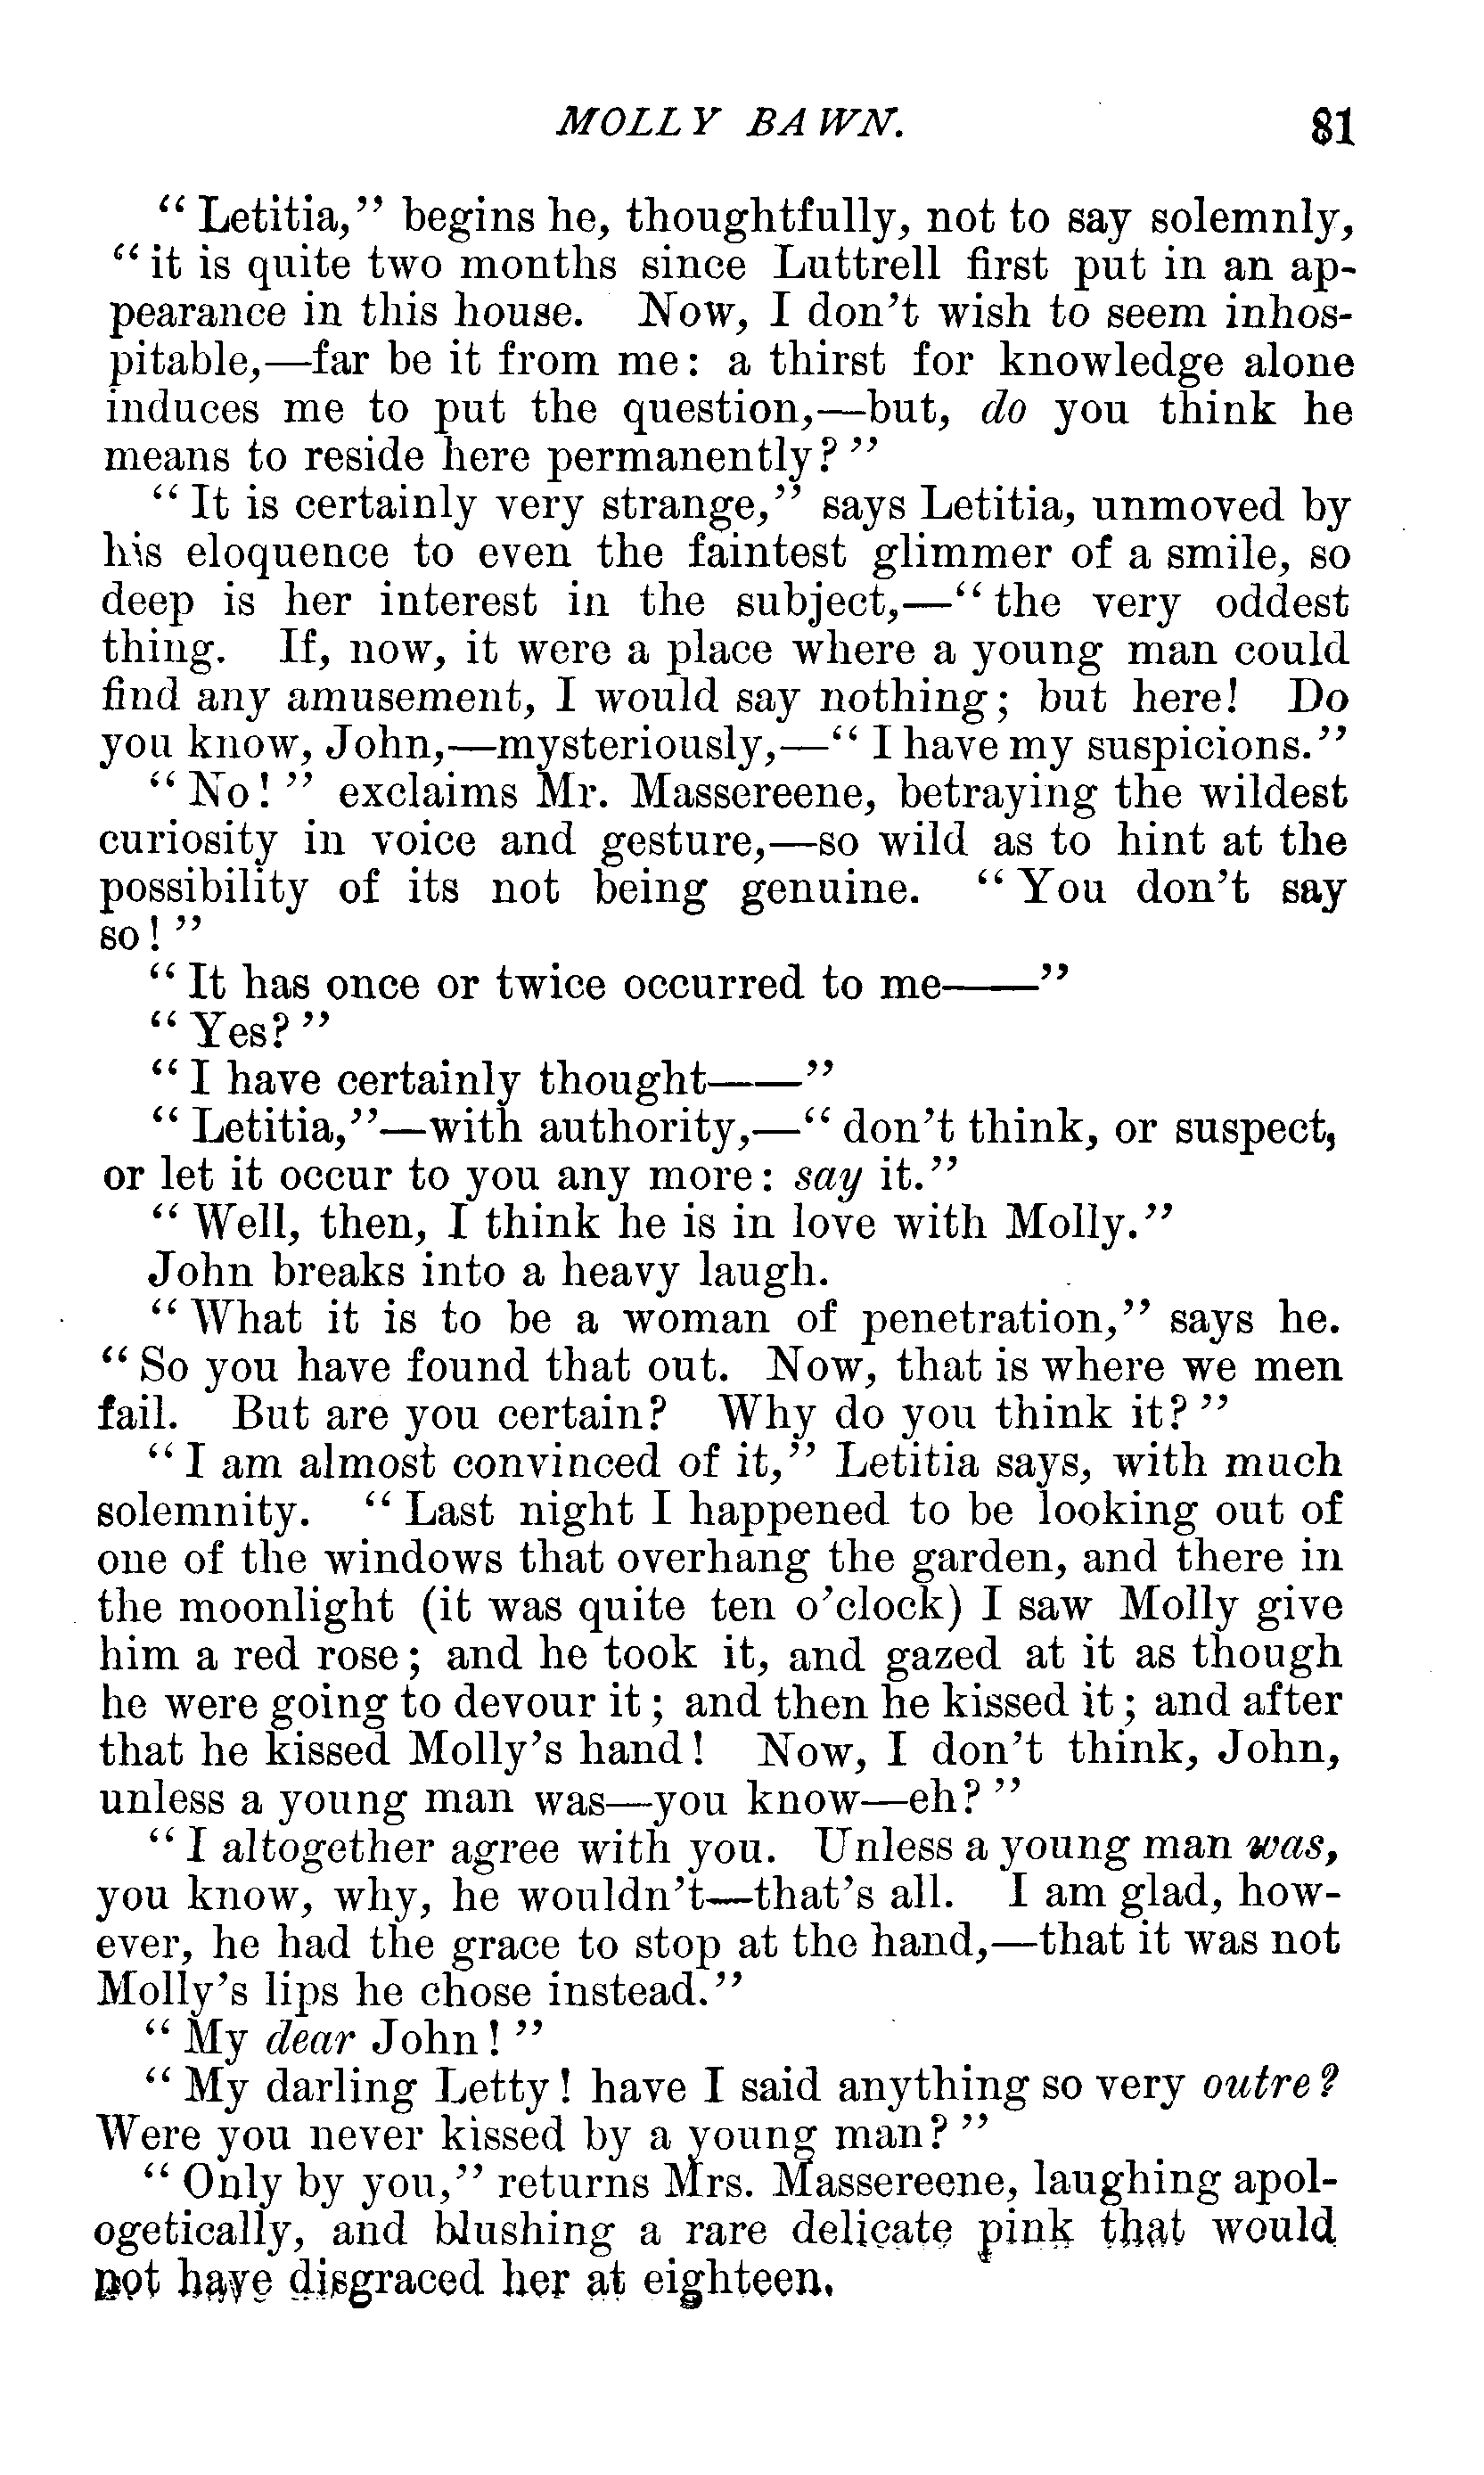 MOLLY BAWN. 81
"Letitia," begins he, thoughtfully, not to say solemnly,
"it is quite two months since Luttrell first put in an ap-
pearance in this house. Now, I don't wish to seem inhos-
pitable,—far be it from me: a thirst for knowledge alone
induces me to put the question,—but, do you think he
means to reside here permanently?"
"It is certainly very strange," says Letitia, unmoved by
his eloquence to even the faintest glimmer of a smile, so
deep is her interest in the subject,—"the very oddest
thing. If, now, it were a place where a young man could
find any amusement, I would say nothing; but here! Do
you know, John,—mysteriously,—"I have my suspicions."
"No!" exclaims Mr. Massereene, betraying the wildest
curiosity in voice and gesture,—so wild as to hint at the
possibility of its not being genuine. "You don't say
so!"
"It has once or twice occurred to me——"
"Yes?"
"I have certainly thought——"
"Letitia,"—with authority,—"don't think, or suspect,
or let it occur to you any more: say it."
"Well, then, I think he is in love with Molly."
John breaks into a heavy laugh.
"What it is to be a woman of penetration," says he.
"So you have found that out. Now, that is where we men
fail. But are you certain? Why do you think it?"
"I am almost convinced of it," Letitia says, with much
solemnity. "Last night I happened to be looking out of
one of the windows that overhang the garden, and there in
the moonlight (it was quite ten o'clock) I saw Molly give
him a red rose; and he took it, and gazed at it as though
he were going to devour it; and then he kissed it; and after
that he kissed Molly's hand! Now, I don't think, John,
unless a young man was—you know—eh?"
"I altogether agree with you. Unless a young man was,
you know, why, he wouldn't—that's all. I am glad, how-
ever, he had the grace to stop at the hand,—that it was not
Molly's lips he chose instead."
"My dear John!"
"My darling Letty! have I said anything so very outre?
Were you never kissed by a young man?"
"Only by you," returns Mrs. Massereene, laughing apol-
ogetically, and blushing a rare delicate pink that would
not have disgraced her at eighteen.